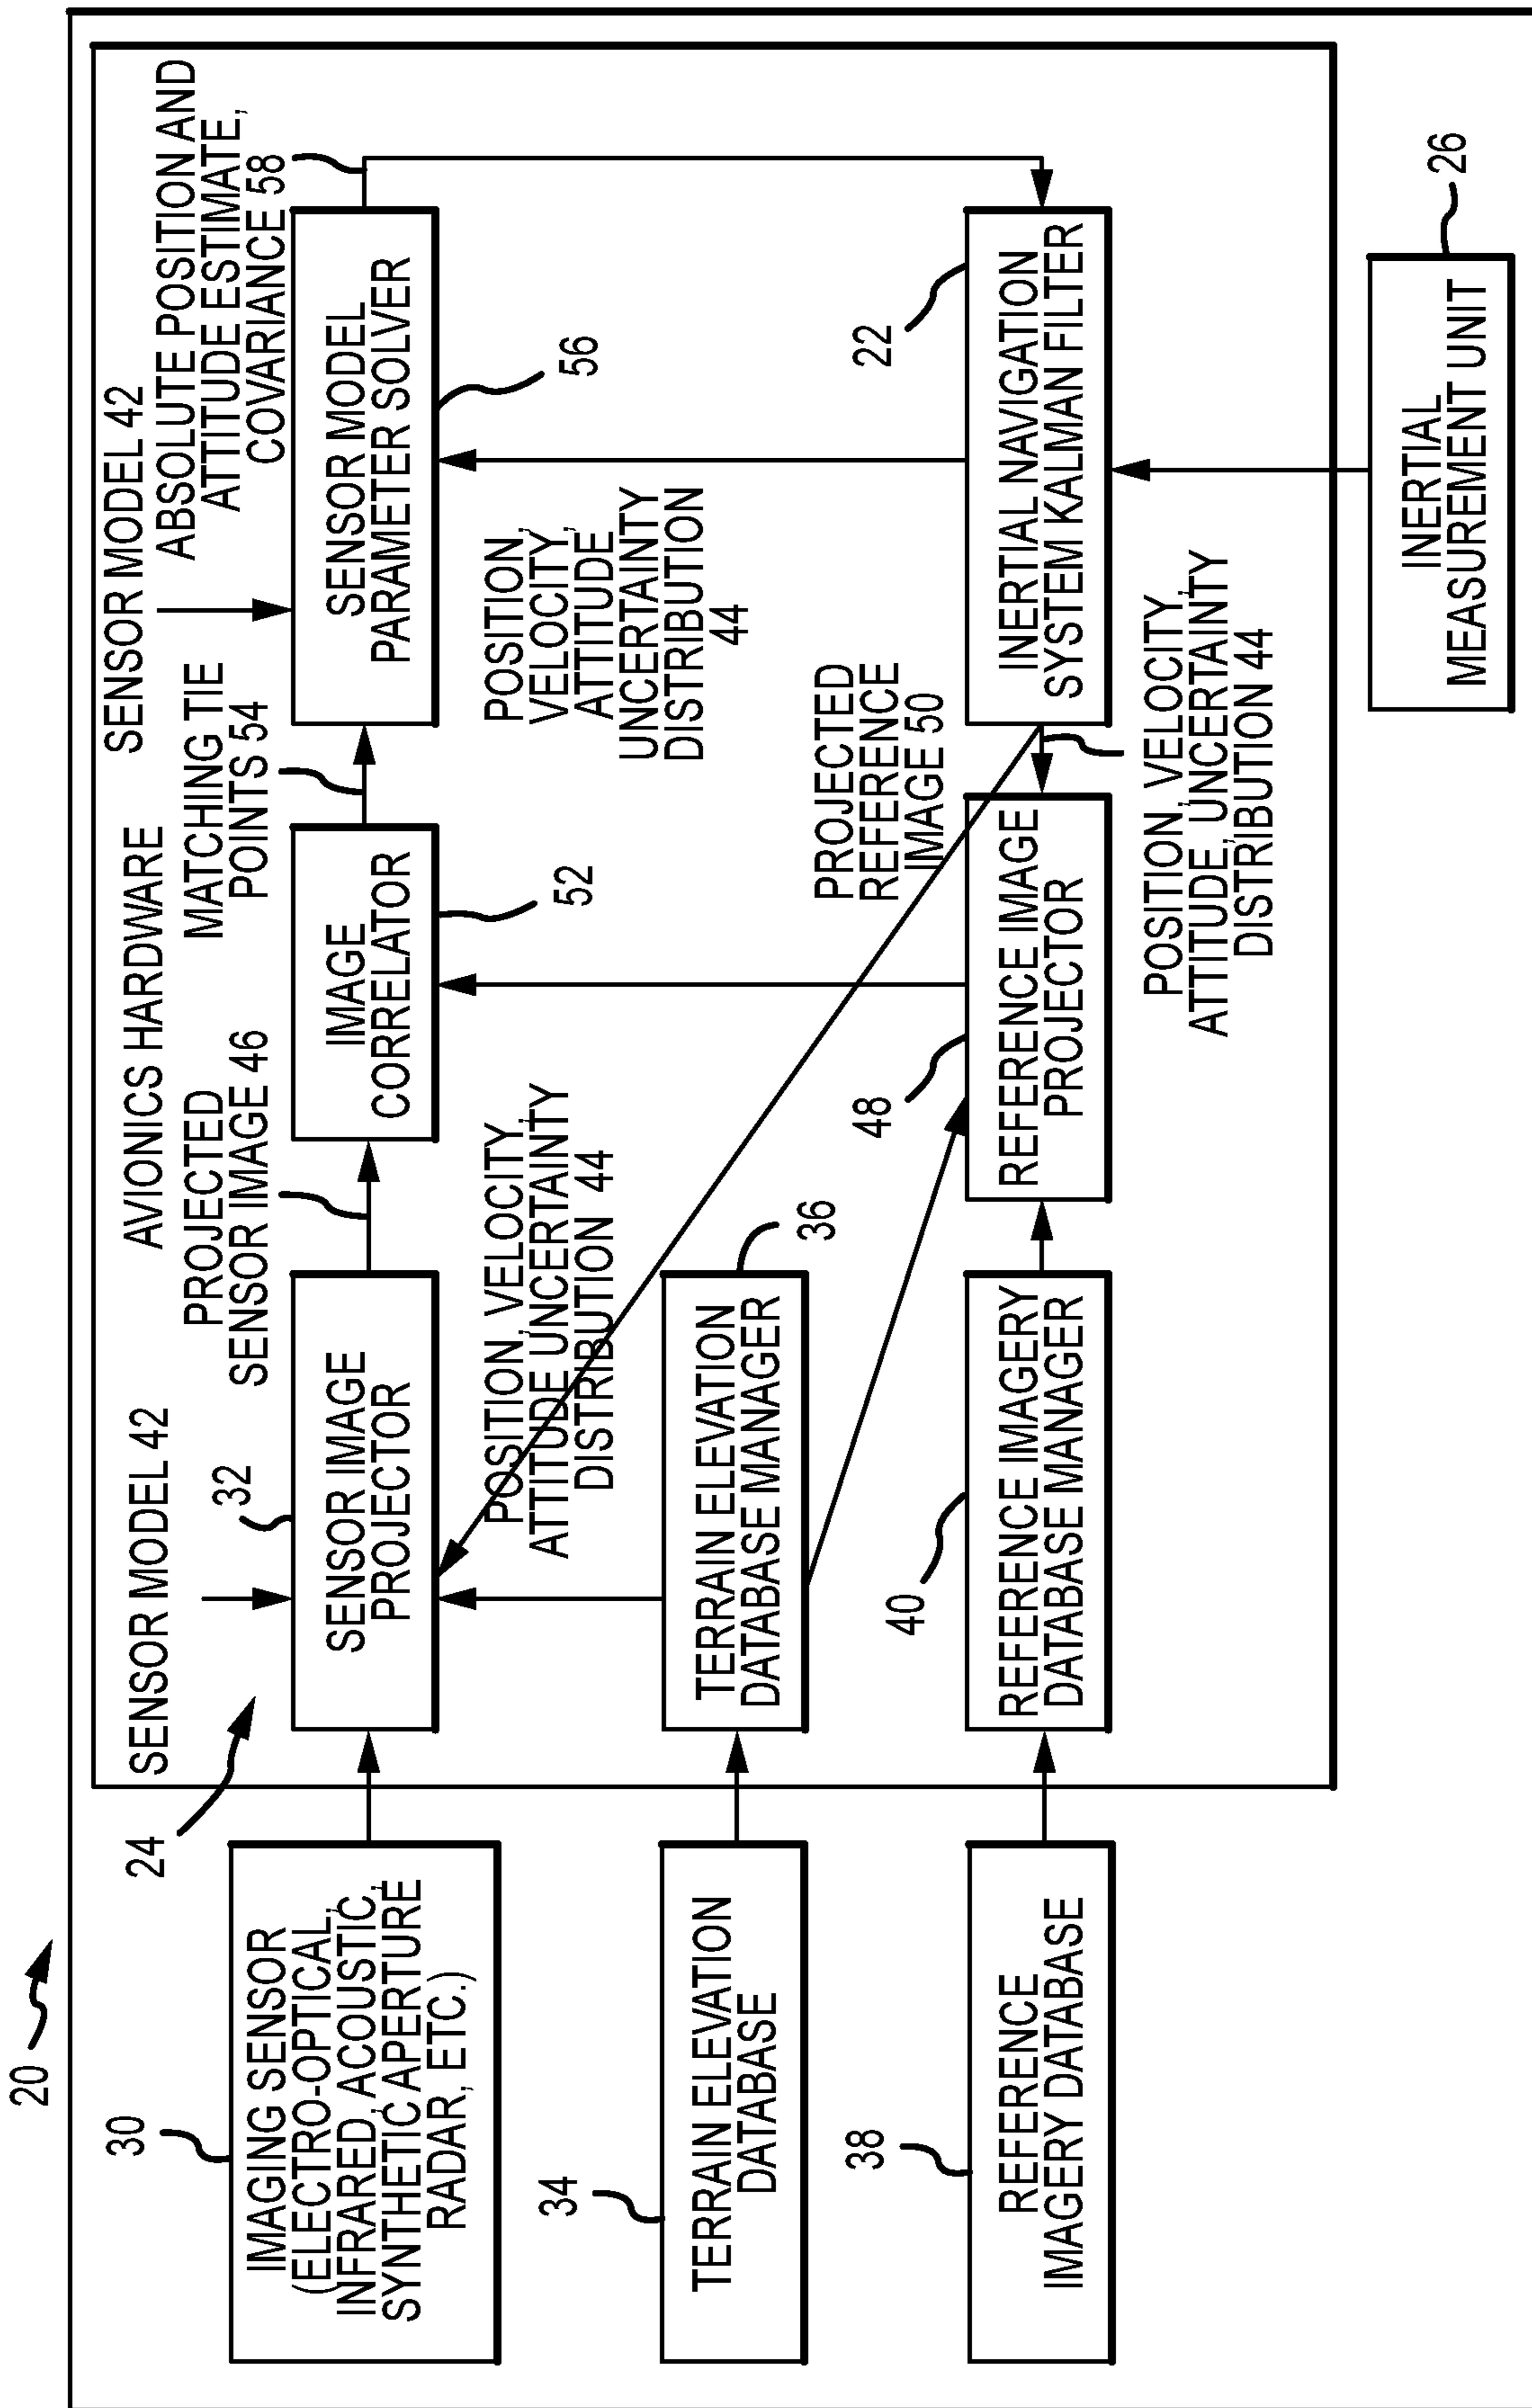 20
30
IMAGING SENSOR
(ELECTRO-OPTICAL,
INFRARED, ACOUSTIC,
SYNTHETIC APERTURE
RADAR, ETC.)
34
TERRAIN ELEVATION
DATABASE
38
REFERENCE
IMAGERY DATABASE
24
AVIONICS HARDWARE
SENSOR MODEL 42
32
SENSOR IMAGE
PROJECTOR
PROJECTED
SENSOR IMAGE 46
IMAGE
CORRELATOR
52
MATCHING TIE
POINTS 54
SENSOR MODEL 42
SENSOR MODEL
PARAMETER SOLVER
56
ABSOLUTE POSITION AND
ATTITUDE ESTIMATE,
COVARIANCE 58
POSITION, VELOCITY,
ATTITUDE UNCERTAINTY
DISTRIBUTION 44
POSITION,
VELOCITY,
ATTITUDE
UNCERTAINTY
DISTRIBUTION
44
TERRAIN ELEVATION
DATABASE MANAGER
36
PROJECTED
REFERENCE
IMAGE 50
40
REFERENCE IMAGERY
DATABASE MANAGER
48
REFERENCE IMAGE
PROJECTOR
22
INERTIAL NAVIGATION
SYSTEM KALMAN FILTER
POSITION, VELOCITY,
ATTITUDE, UNCERTAINTY
DISTRIBUTION 44
INERTIAL
MEASUREMENT UNIT
26